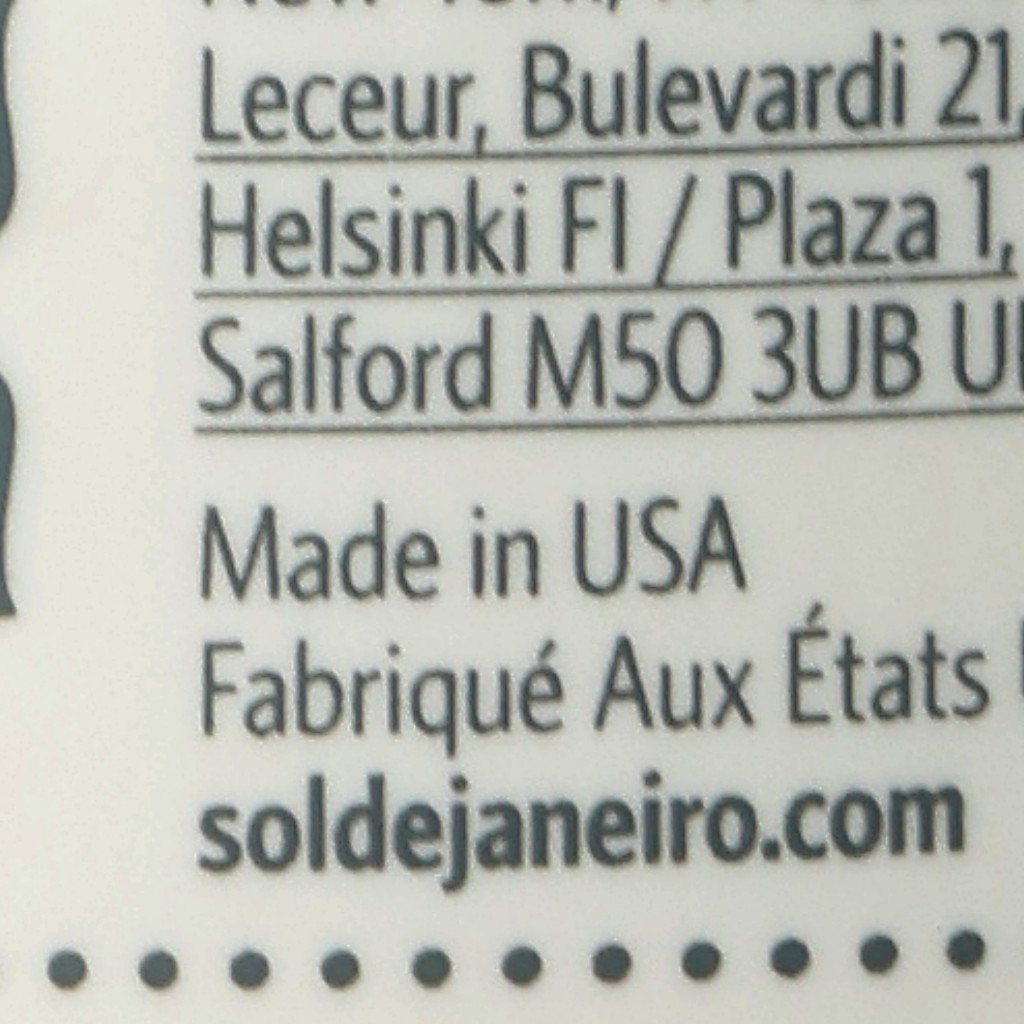 Leceur, Bulevardi 21,
Helsinki FI / Plaza 1,
Salford M50 3UB
Made in USA
Fabriqué Aux États
soldejaneiro.com